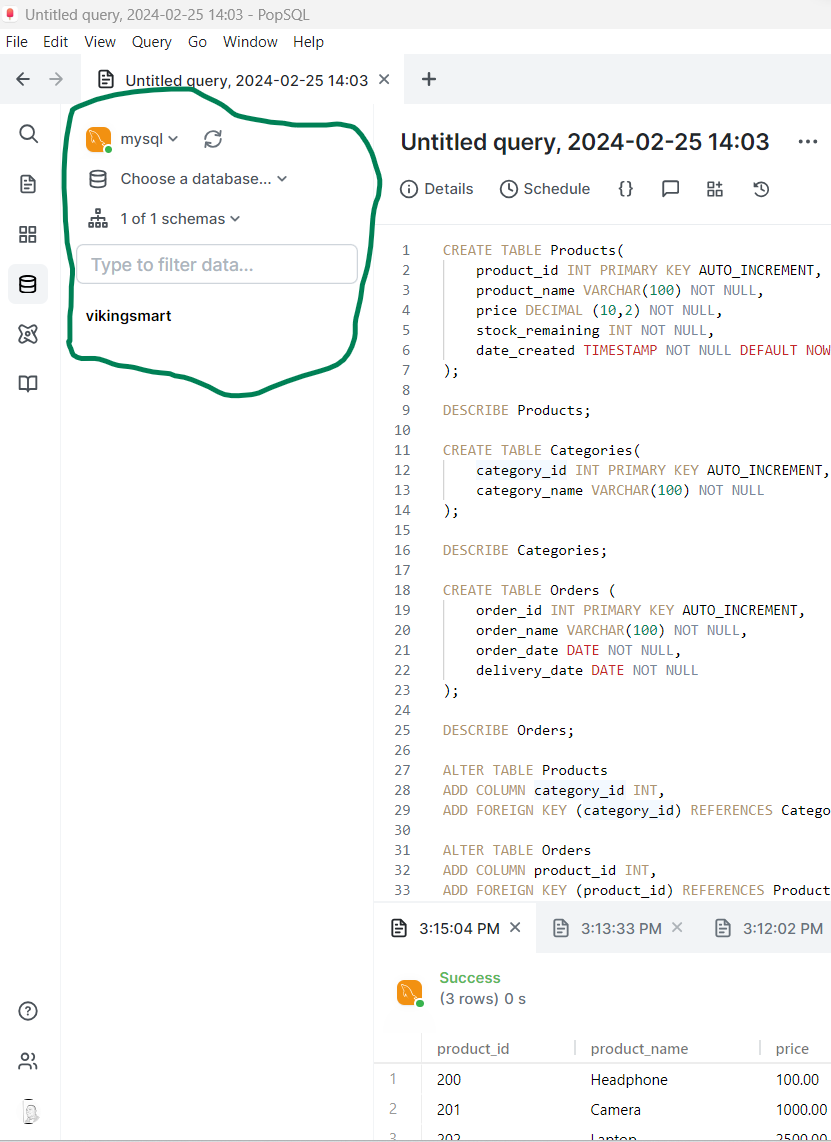 Untitled query, 2024-02-25 14:03 - PopSQL
File Edit View Query Go Window Help
Untitled query, 2024-02-25 14:03
mysql
Choose a database...
1 of 1 schemas
Type to filter data...
vikingsmart
Untitled query, 2024-02-25 14:03
Details Schedule {}
1 CREATE TABLE Products(
2 product_id INT PRIMARY KEY AUTO_INCREMENT,
3 product_name VARCHAR(100) NOT NULL,
4 price DECIMAL (10,2) NOT NULL,
5 stock_remaining INT NOT NULL,
6 date_created TIMESTAMP NOT NULL DEFAULT NOW
7 );
8
9 DESCRIBE Products;
10
11 CREATE TABLE Categories(
12 category_id INT PRIMARY KEY AUTO_INCREMENT,
13 category_name VARCHAR(100) NOT NULL
14 );
15
16 DESCRIBE Categories;
17
18 CREATE TABLE Orders (
19 order_id INT PRIMARY KEY AUTO_INCREMENT,
20 order_name VARCHAR(100) NOT NULL,
21 order_date DATE NOT NULL,
22 delivery_date DATE NOT NULL
23 );
24
25 DESCRIBE Orders;
26
27 ALTER TABLE Products
28 ADD COLUMN category_id INT,
29 ADD FOREIGN KEY (category_id) REFERENCES Catego
30
31 ALTER TABLE Orders
32 ADD COLUMN product_id INT,
33 ADD FOREIGN KEY (product_id) REFERENCES Product
3:15:04 PM 3:13:33 PM 3:12:02 PM
Success
(3 rows) 0 s
product_id product_name price
1 200 Headphone 100.00
2 201 Camera 1000.00
3 202 Laptop 2500.00